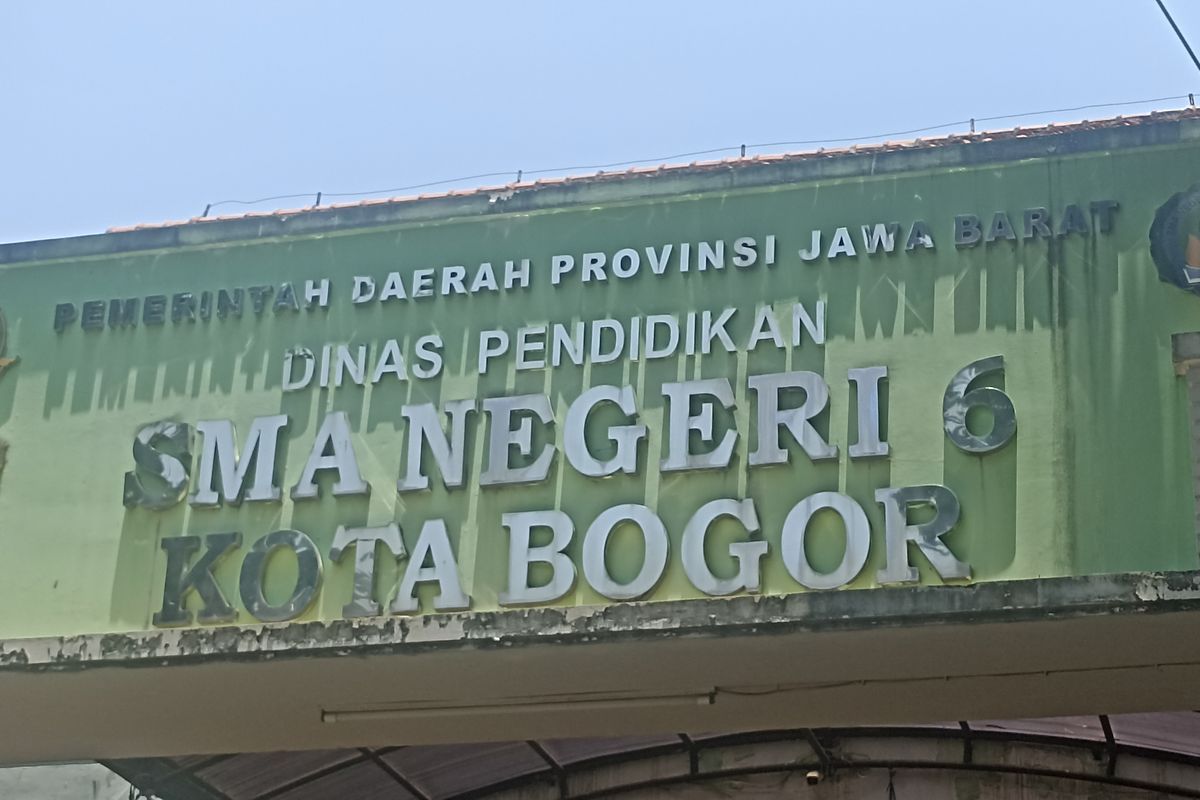 PEMERINTAH DAERAH PROVINSI JAWA BARAT
DINAS PENDIDIKAN
SMA NEGERI 6
KOTA BOGOR